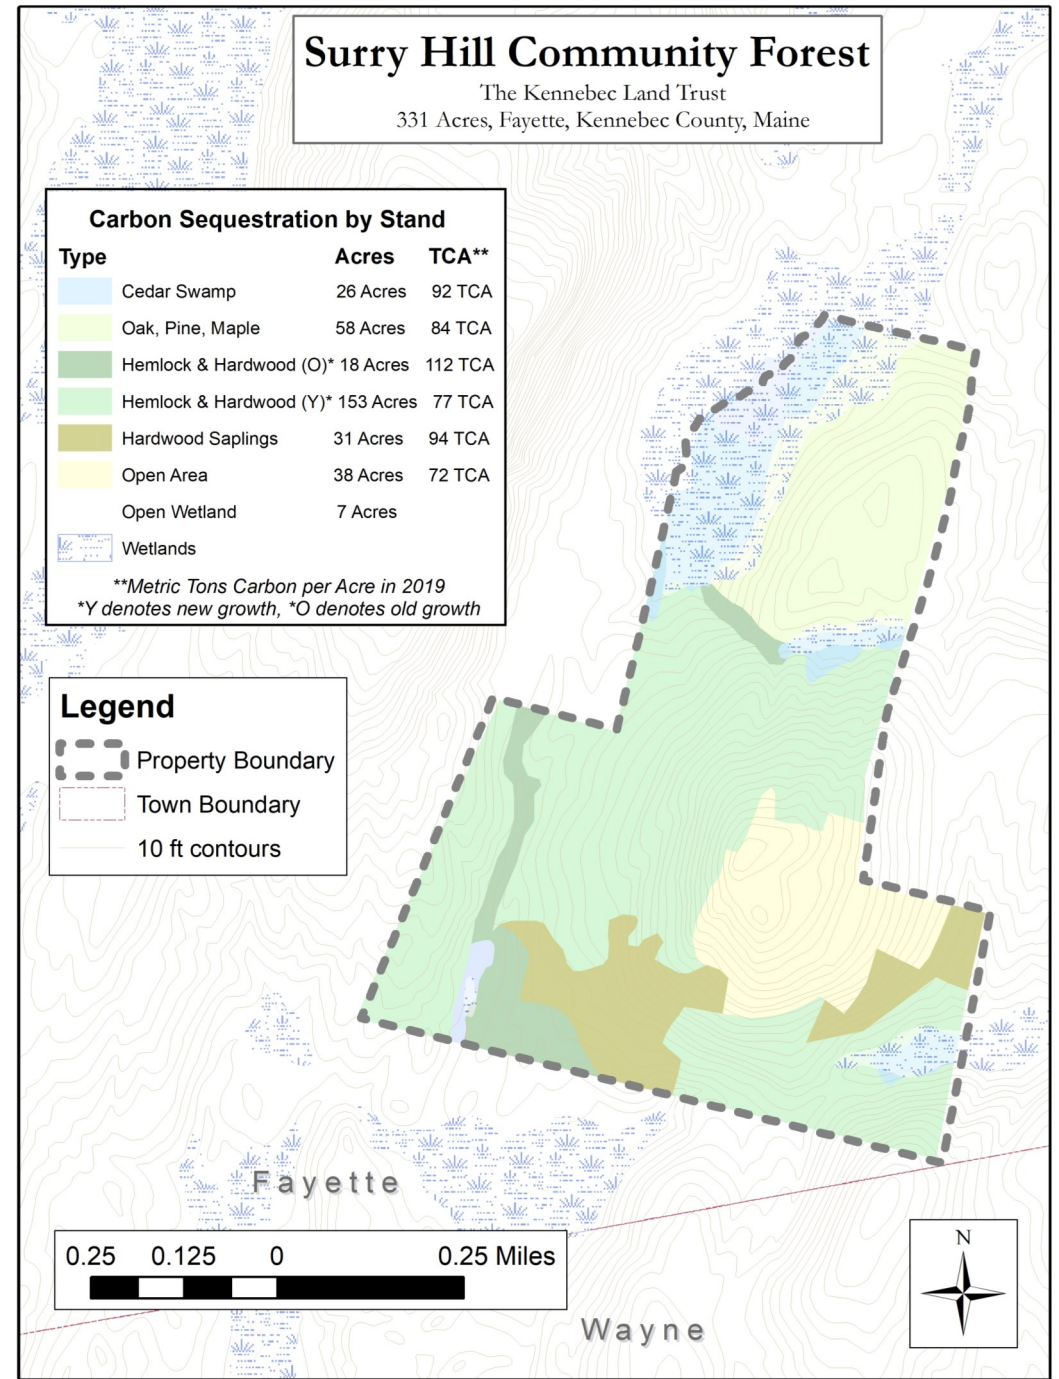 Surry Hill Community Forest
The Kennebec Land Trust
331 Acres, Fayette, Kennebec County, Maine
Carbon Sequestration by Stand
Type Acres TCA**
Cedar Swamp 26 Acres 92 TCA
Oak, Pine, Maple 58 Acres 84 TCA
Hemlock & Hardwood (O)* 18 Acres 112 TCA
Hemlock & Hardwood (Y)* 153 Acres 77 TCA
Hardwood Saplings 31 Acres 94 TCA
Open Area 38 Acres 72 TCA
Open Wetland 7 Acres
Wetlands
**Metric Tons Carbon per Acre in 2019
*Y denotes new growth, *O denotes old growth
Legend
Property Boundary
Town Boundary
10 ft contours
Fayette
0.25 0.125 0 0.25 Miles
Wayne
N